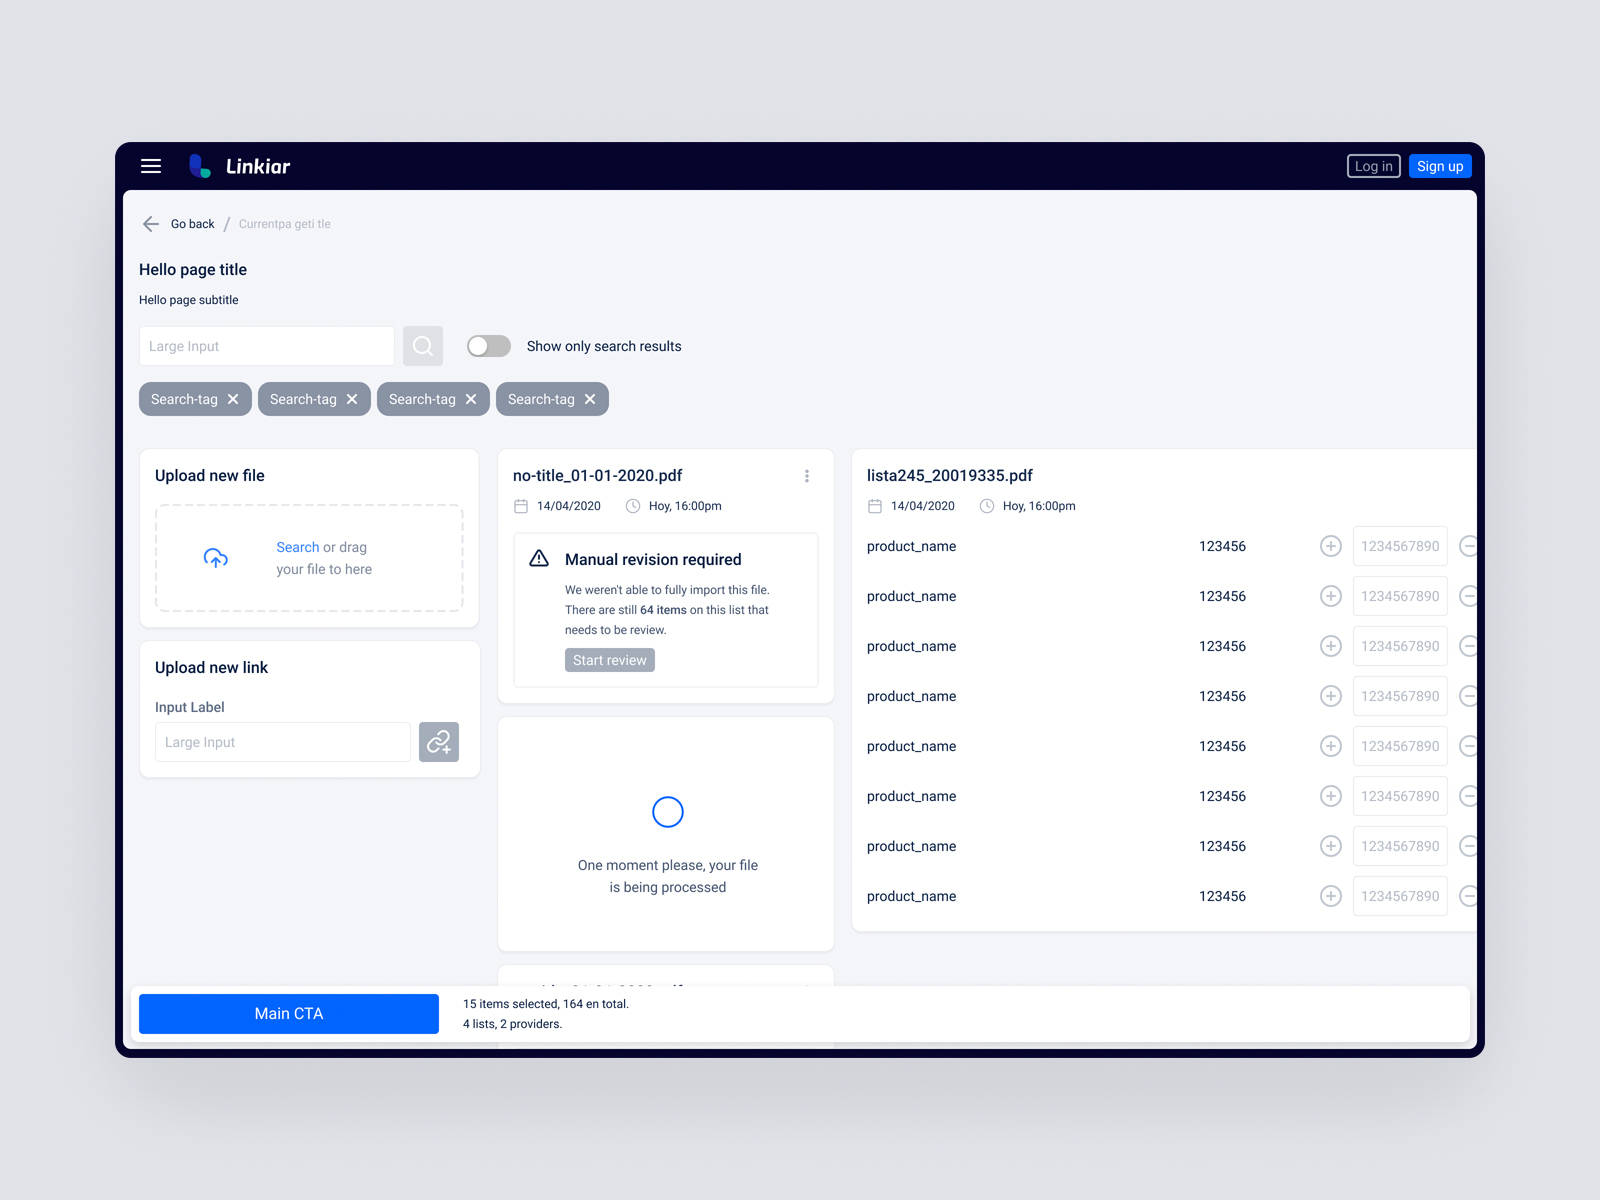 Linkiar
Log in
Sign up
Go back / Currentpa geti tle
Hello page title
Hello page subtitle
Large Input
Show only search results
Search-tag
Search-tag
Search-tag
Search-tag
Upload new file
Search or drag
your file to here
Upload new link
Input Label
Large Input
no-title_01-01-2020.pdf
14/04/2020
Hoy, 16:00pm
Manual revision required
We weren't able to fully import this file.
There are still 64 items on this list that
needs to be review.
Start review
One moment please, your file
is being processed
lista245_20019335.pdf
14/04/2020
Hoy, 16:00pm
product_name 123456 1234567890
product_name 123456 1234567890
product_name 123456 1234567890
product_name 123456 1234567890
product_name 123456 1234567890
product_name 123456 1234567890
product_name 123456 1234567890
product_name 123456 1234567890
Main CTA
15 items selected, 164 en total.
4 lists, 2 providers.